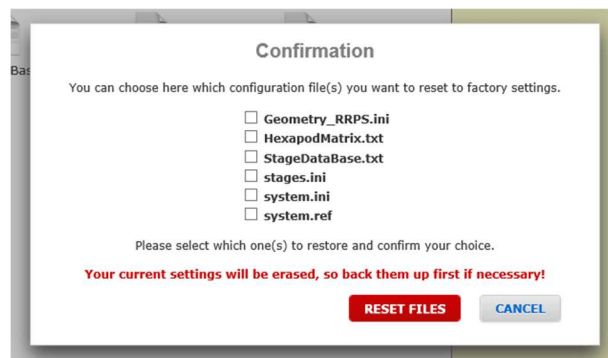 Bas
Confirmation
You can choose here which configuration file(s) you want to reset to factory settings.
Geometry_RRPS.ini
HexapodMatrix.txt
StageDataBase.txt
stages.ini
system.ini
system.ref
Please select which one(s) to restore and confirm your choice.
Your current settings will be erased, so back them up first if necessary!
RESET FILES CANCEL